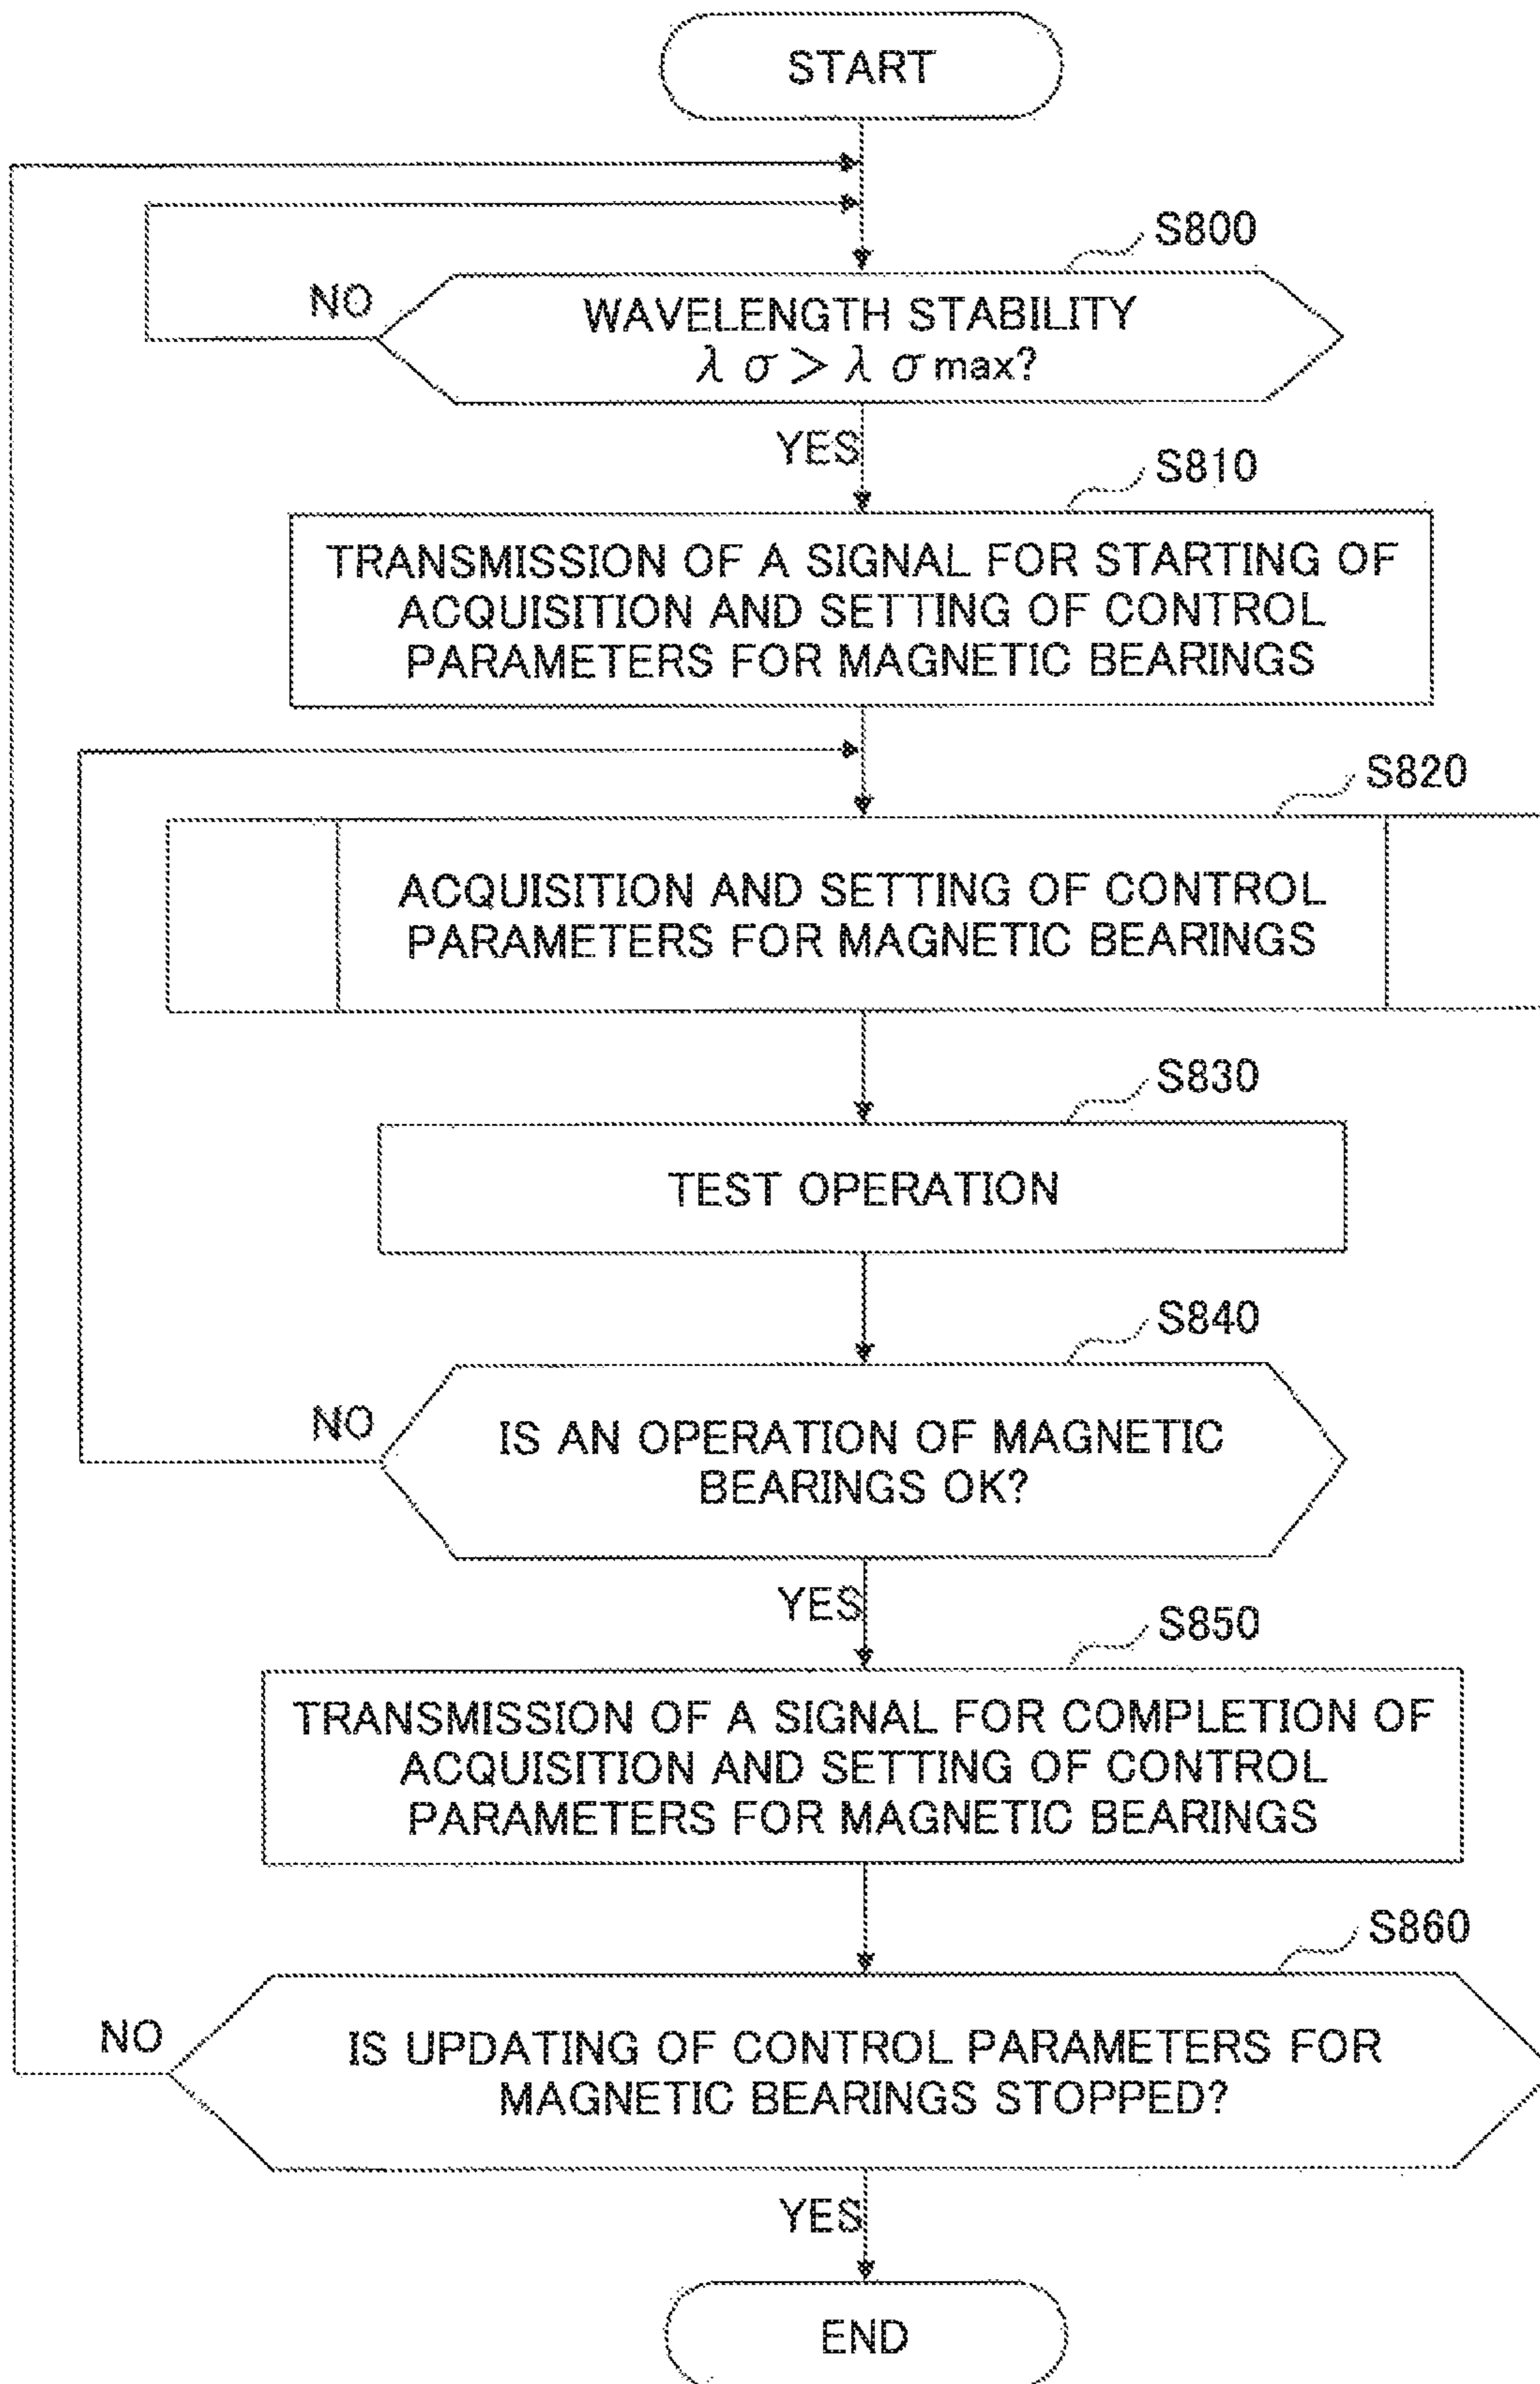 START
S800
NO
WAVELENGTH STABILITY
λ σ > λ σ max?
YES
S810
TRANSMISSION OF A SIGNAL FOR STARTING OF
ACQUISITION AND SETTING OF CONTROL
PARAMETERS FOR MAGNETIC BEARINGS
S820
ACQUISITION AND SETTING OF CONTROL
PARAMETERS FOR MAGNETIC BEARINGS
S830
TEST OPERATION
S840
NO
IS AN OPERATION OF MAGNETIC
BEARINGS OK?
YES
S850
TRANSMISSION OF A SIGNAL FOR COMPLETION OF
ACQUISITION AND SETTING OF CONTROL
PARAMETERS FOR MAGNETIC BEARINGS
S860
NO
IS UPDATING OF CONTROL PARAMETERS FOR
MAGNETIC BEARINGS STOPPED?
YES
END